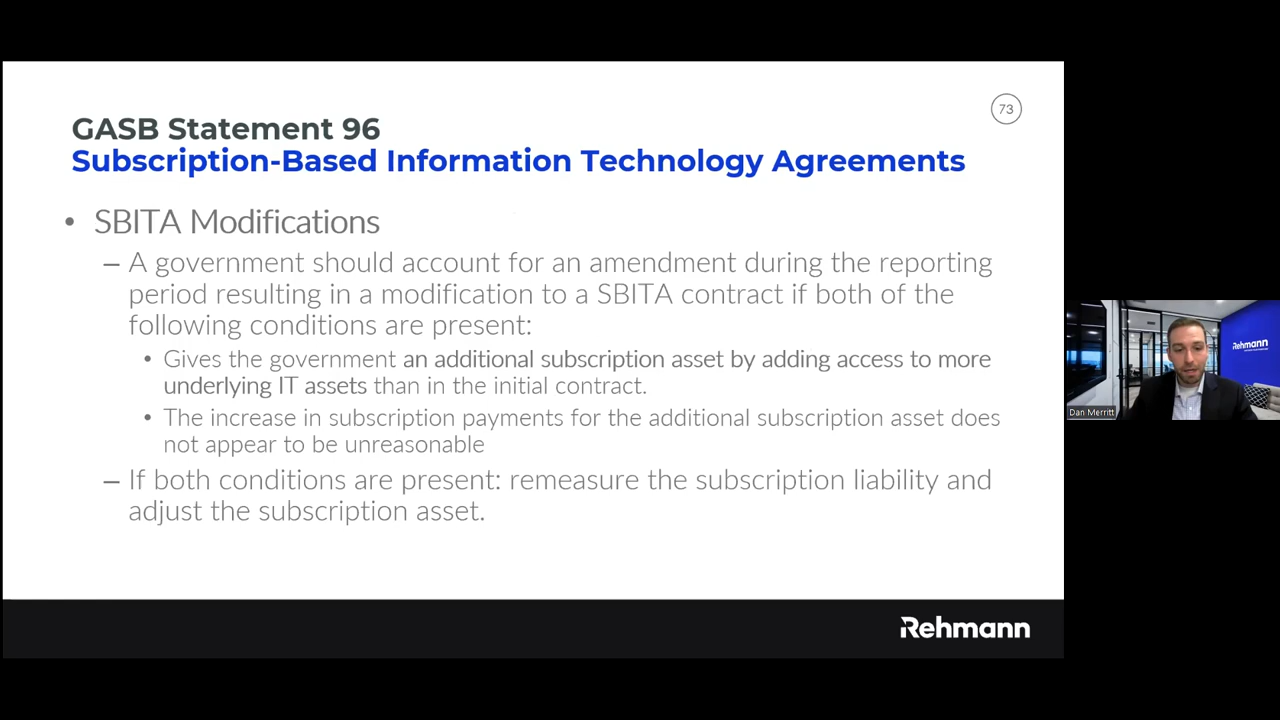 73
GASB Statement 96
Subscription-Based Information Technology Agreements
• SBITA Modifications
– A government should account for an amendment during the reporting
period resulting in a modification to a SBITA contract if both of the
following conditions are present:
• Gives the government an additional subscription asset by adding access to more
underlying IT assets than in the initial contract.
• The increase in subscription payments for the additional subscription asset does
not appear to be unreasonable
– If both conditions are present: remeasure the subscription liability and
adjust the subscription asset.
Rehmann
Rehmann
Dan Merritt